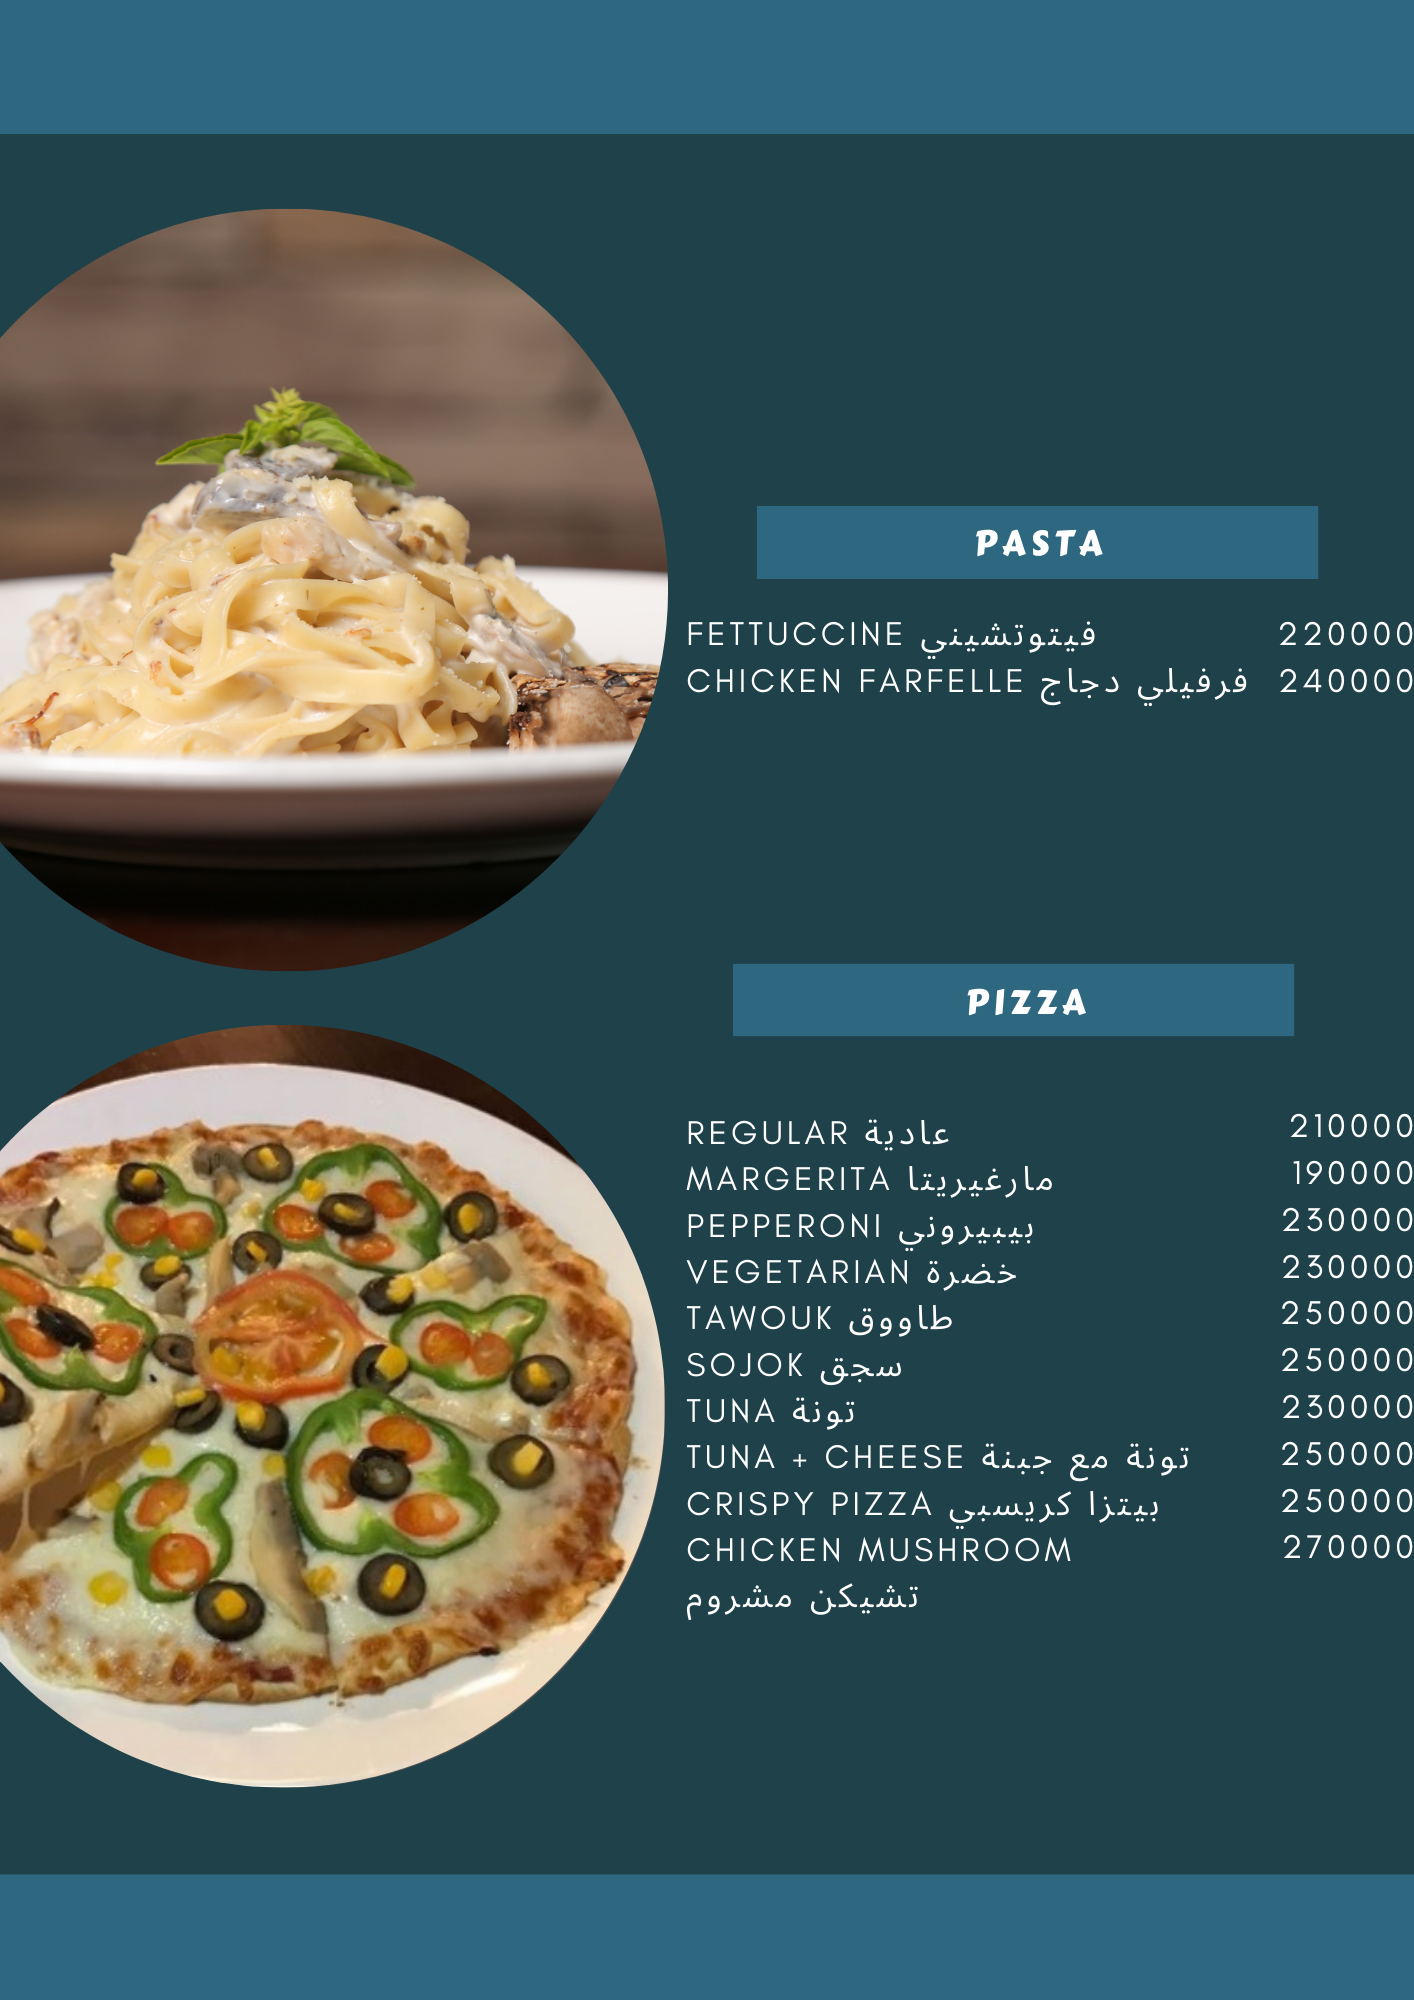 PASTA
FETTUCCINE فيتوتشيني 220000
CHICKEN FARFELLE فرفيلي دجاج 240000
PIZZA
REGULAR عادية 210000
MARGERITA مارغيريتا 190000
PEPPERONI بيبيروني 230000
VEGETARIAN خضرة 230000
TAWOUK طاووق 250000
SOJOK سجق 250000
TUNA تونة 230000
TUNA + CHEESE تونة مع جبنة 250000
CRISPY PIZZA بيتزا كريسبي 250000
CHICKEN MUSHROOM 270000
تشيكن مشروم